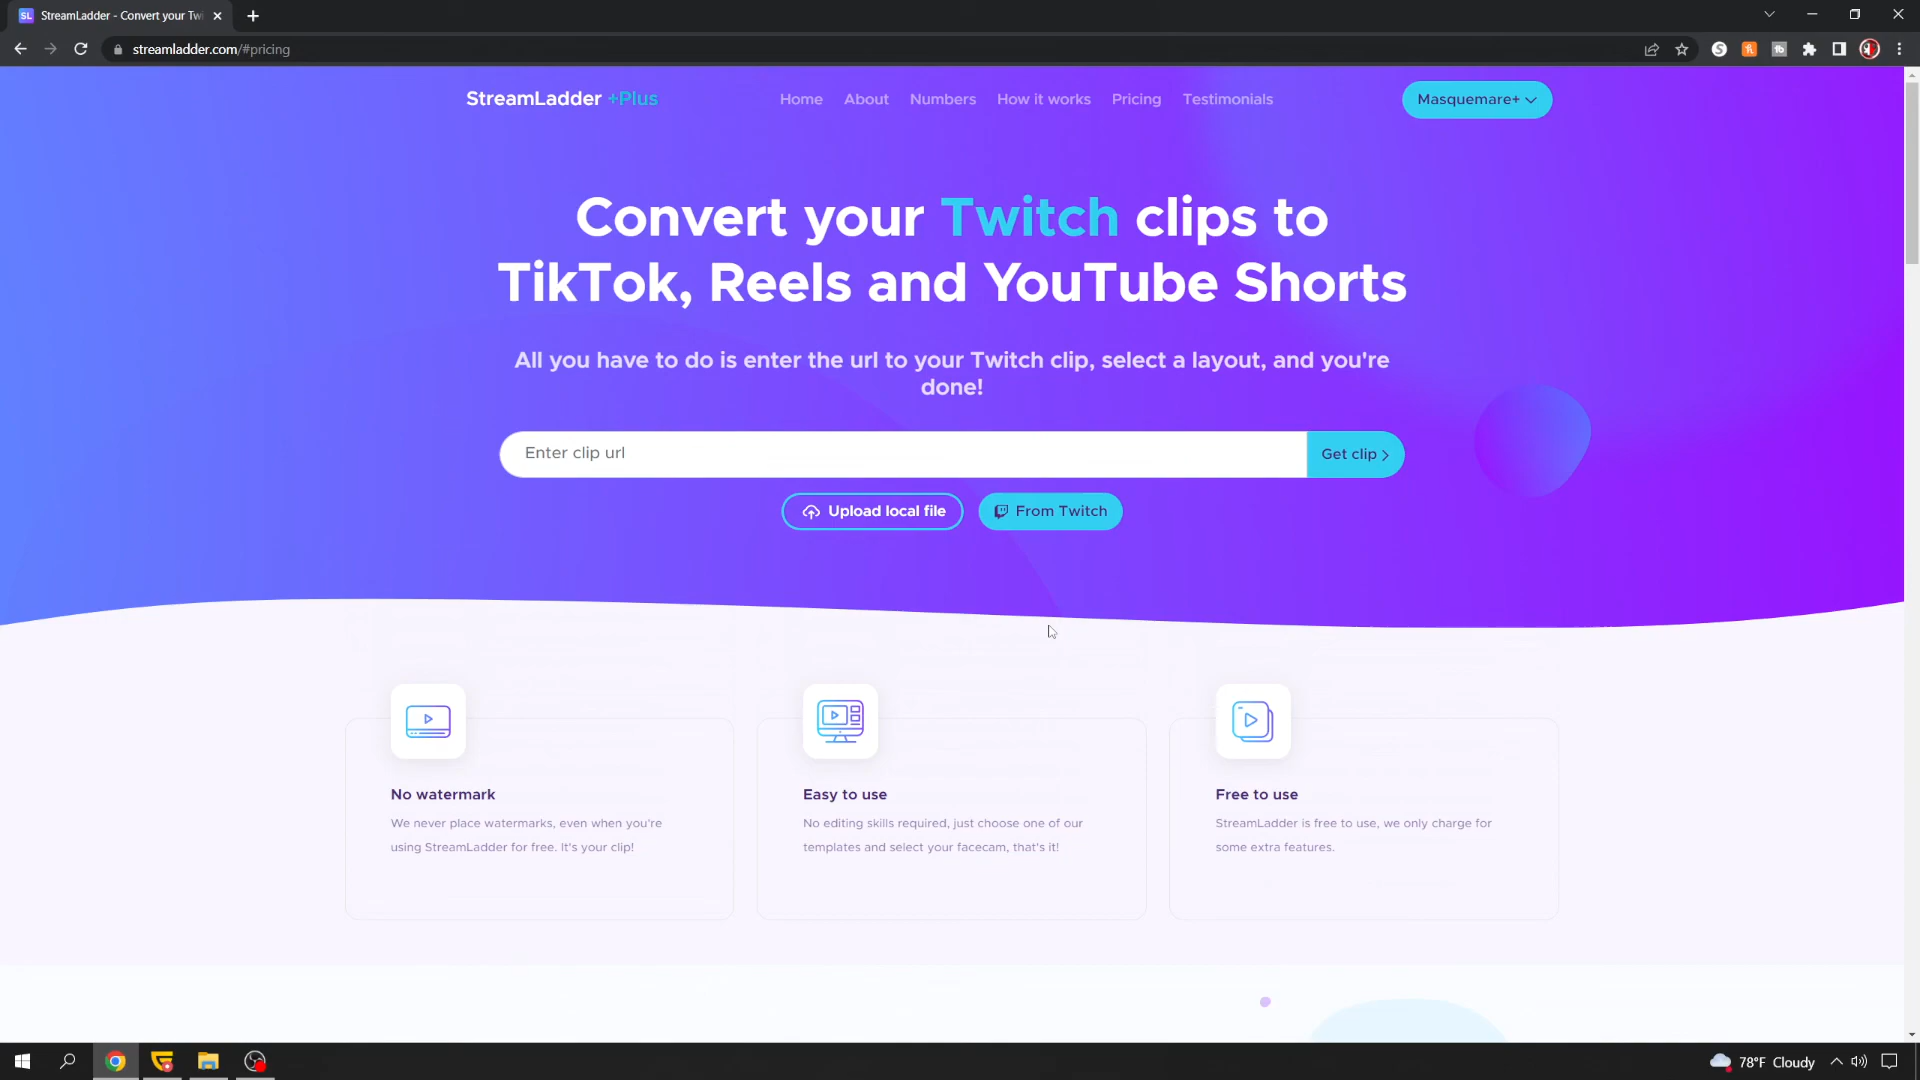 SL StreamLadder - Convert your Twi
streamladder.com/#pricing
StreamLadder +Plus
Home About Numbers How it works Pricing Testimonials
Masquemare+
Convert your Twitch clips to
TikTok, Reels and YouTube Shorts
All you have to do is enter the url to your Twitch clip, select a layout, and you're
done!
Enter clip url
Get clip
Upload local file
From Twitch
No watermark
We never place watermarks, even when you're
using StreamLadder for free. It's your clip!
Easy to use
No editing skills required, just choose one of our
templates and select your facecam, that's it!
Free to use
StreamLadder is free to use, we only charge for
some extra features.
78°F Cloudy